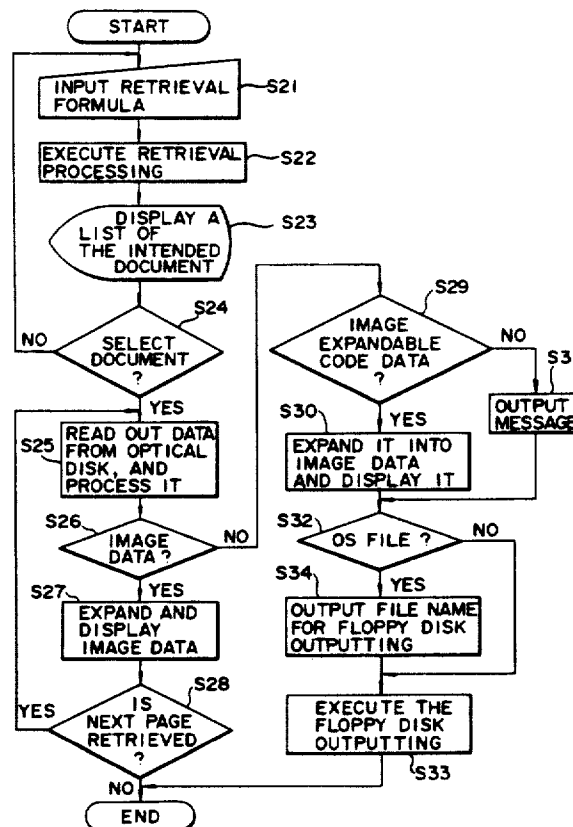 START
INPUT RETRIEVAL
FORMULA
S21
EXECUTE RETRIEVAL
PROCESSING
S22
DISPLAY A
LIST OF
THE INTENDED
DOCUMENT
S23
S24
SELECT
DOCUMENT
?
NO
YES
S25
READ OUT DATA
FROM OPTICAL
DISK, AND
PROCESS IT
S26
IMAGE
DATA ?
NO
YES
S27
EXPAND AND
DISPLAY
IMAGE DATA
S28
IS
NEXT PAGE
RETRIEVED
?
YES
NO
END
S29
IMAGE
EXPANDABLE
CODE DATA
?
NO
YES
S3
OUTPUT
MESSAGE
S30
EXPAND IT INTO
IMAGE DATA
AND DISPLAY IT
S32
OS FILE ?
NO
YES
S34
OUTPUT FILE NAME
FOR FLOPPY DISK
OUTPUTTING
EXECUTE THE
FLOPPY DISK
OUTPUTTING
S33